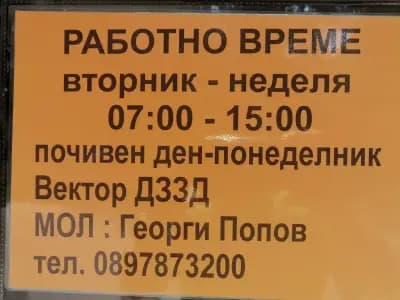 РАБОТНО ВРЕМЕ
вторник - неделя
07:00 - 15:00
почивен ден-понеделник
Вектор ДЗЗД
МОЛ : Георги Попов
тел. 0897873200